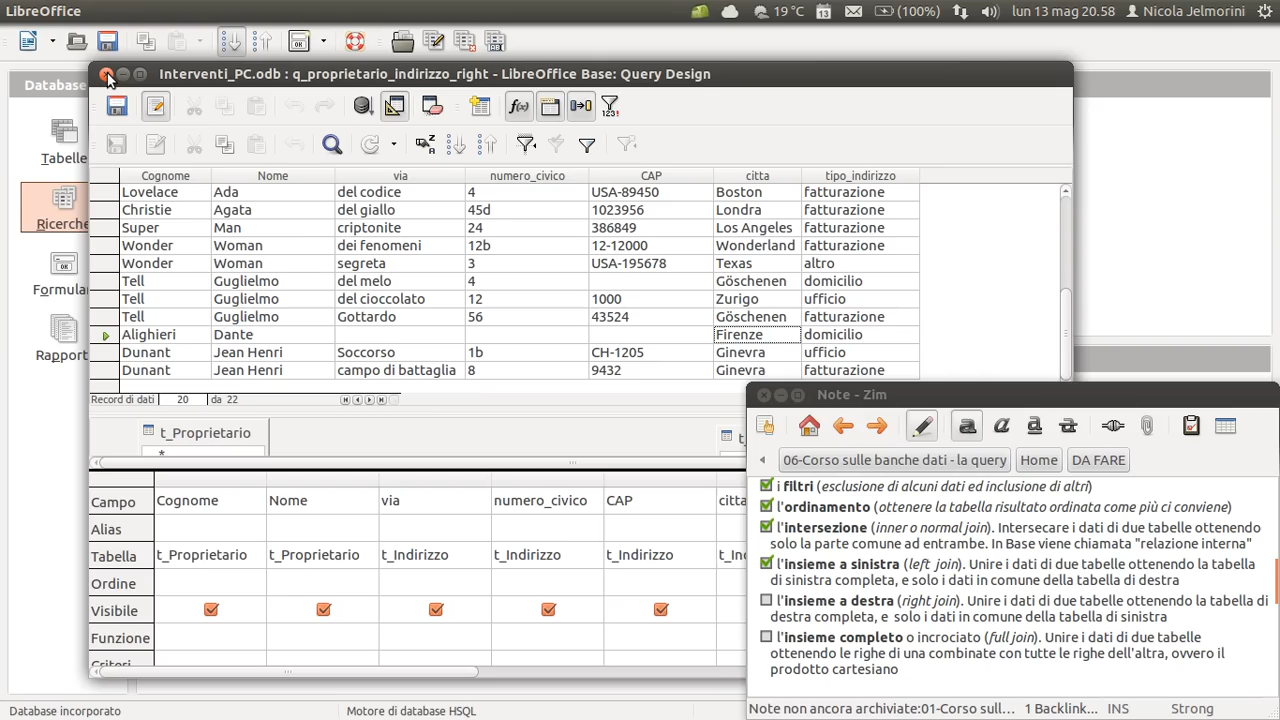 LibreOffice
19 °C
13
(100%)
lun 13 mag 20.58
Nicola Jelmorini
Database
Tabelle
Ricerche
Formular
Rapport
Interventi_PC.odb : q_proprietario_indirizzo_right - LibreOffice Base: Query Design
Cognome Nome via numero_civico CAP citta tipo_indirizzo
Lovelace Ada del codice 4 USA-89450 Boston fatturazione
Christie Agata del giallo 45d 1023956 Londra fatturazione
Super Man criptonite 24 386849 Los Angeles fatturazione
Wonder Woman dei fenomeni 12b 12-12000 Wonderland fatturazione
Wonder Woman segreta 3 USA-195678 Texas altro
Tell Guglielmo del melo 4 Göschenen domicilio
Tell Guglielmo del cioccolato 12 1000 Zurigo ufficio
Tell Guglielmo Gottardo 56 43524 Göschenen fatturazione
Alighieri Dante Firenze domicilio
Dunant Jean Henri Soccorso 1b CH-1205 Ginevra ufficio
Dunant Jean Henri campo di battaglia 8 9432 Ginevra fatturazione
Record di dati 20 da 22
t_Proprietario
*
Campo Cognome Nome via numero_civico CAP citta
Alias
Tabella t_Proprietario t_Proprietario t_Indirizzo t_Indirizzo t_Indirizzo
Ordine
Visibile
Funzione
Criteri
Note - Zim
06-Corso sulle banche dati - la query Home DA FARE
i filtri (esclusione di alcuni dati ed inclusione di altri)
l'ordinamento (ottenere la tabella risultato ordinata come più ci conviene)
l'intersezione (inner o normal join). Intersecare i dati di due tabelle ottenendo
solo la parte comune ad entrambe. In Base viene chiamata "relazione interna"
l'insieme a sinistra (left join). Unire i dati di due tabelle ottenendo la tabella
di sinistra completa, e solo i dati in comune della tabella di destra
l'insieme a destra (right join). Unire i dati di due tabelle ottenendo la tabella di
destra completa, e solo i dati in comune della tabella di sinistra
l'insieme completo o incrociato (full join). Unire i dati di due tabelle
ottenendo le righe di una combinate con tutte le righe dell'altra, ovvero il
prodotto cartesiano
Note non ancora archiviate:01-Corso sull... 1 Backlink... INS Strong
Database incorporato
Motore di database HSQL